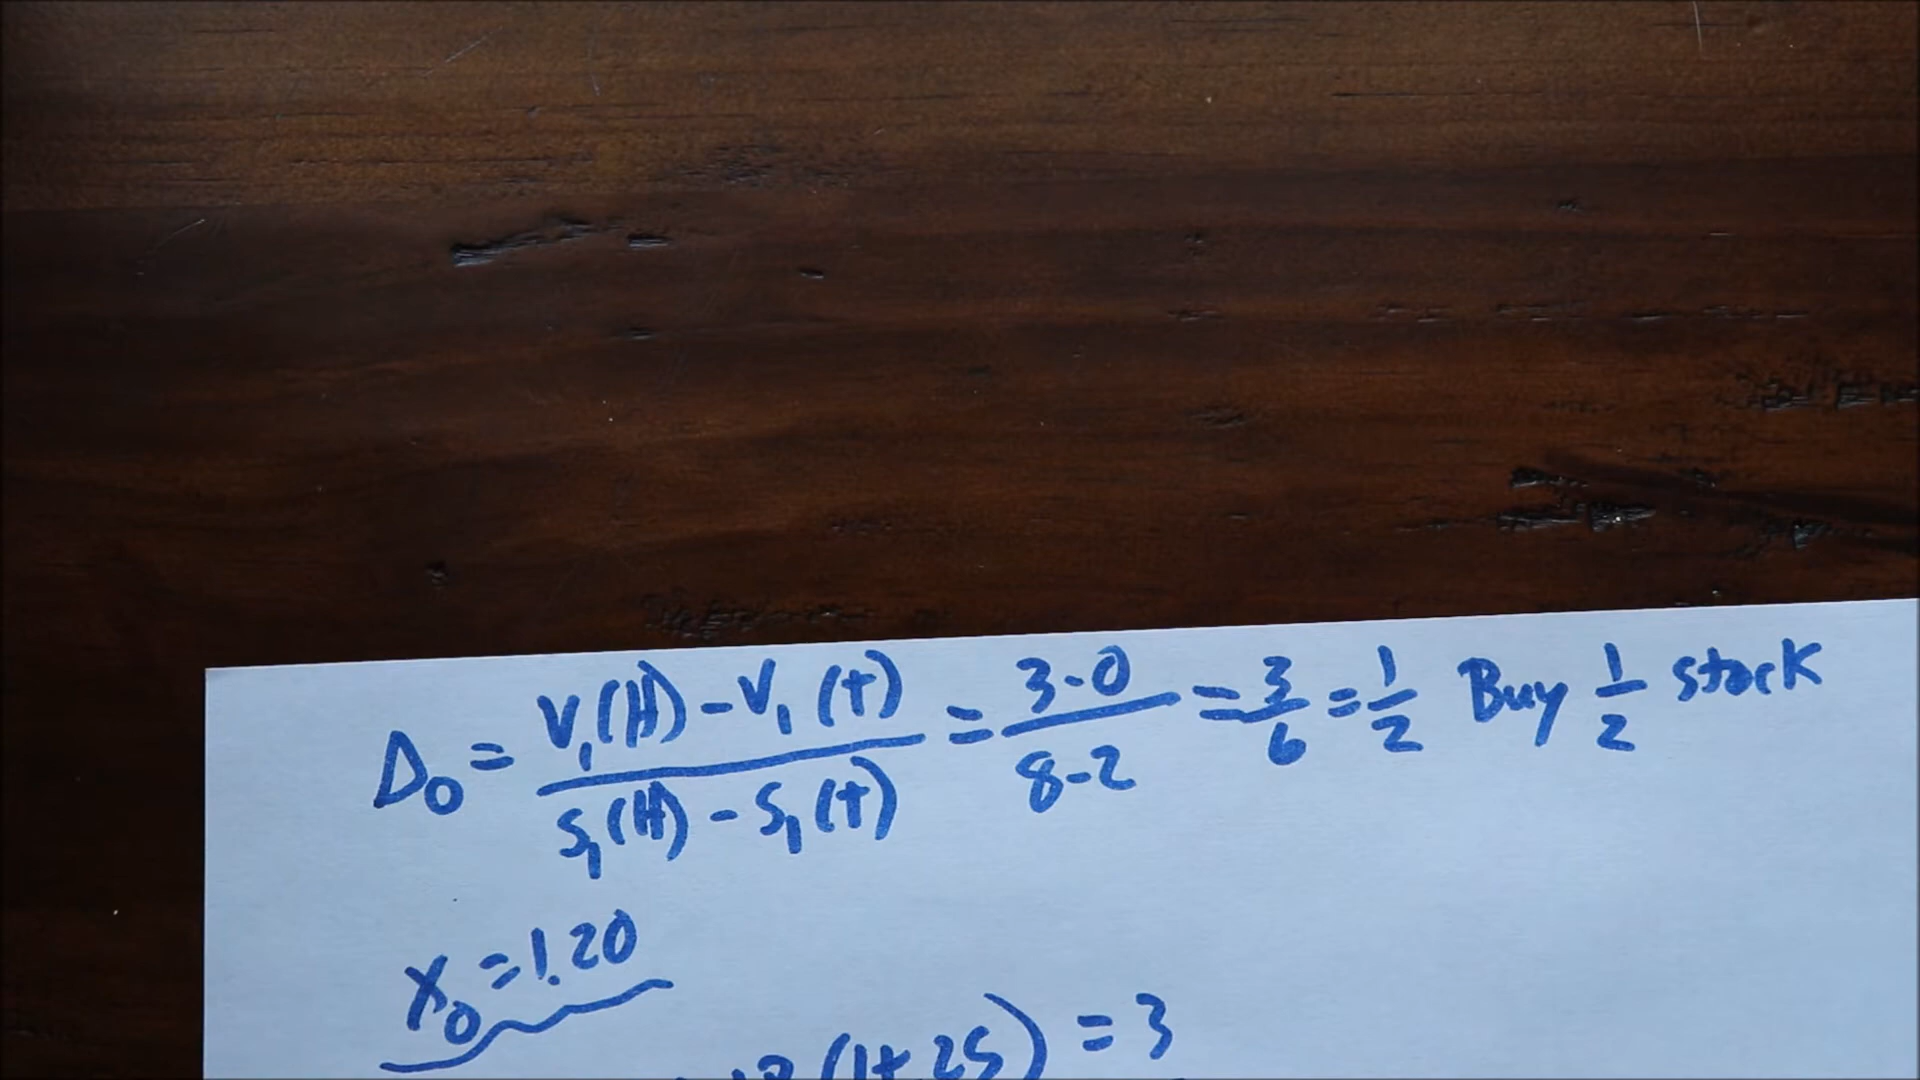 Δ₀ = (V₁(H) - V₁(t)) / (S₁(H) - S₁(t)) = (3-0) / (8-2) = 3/6 = 1/2 Buy 1/2 stock
X₀ = 1.20
(1+.25) = 3